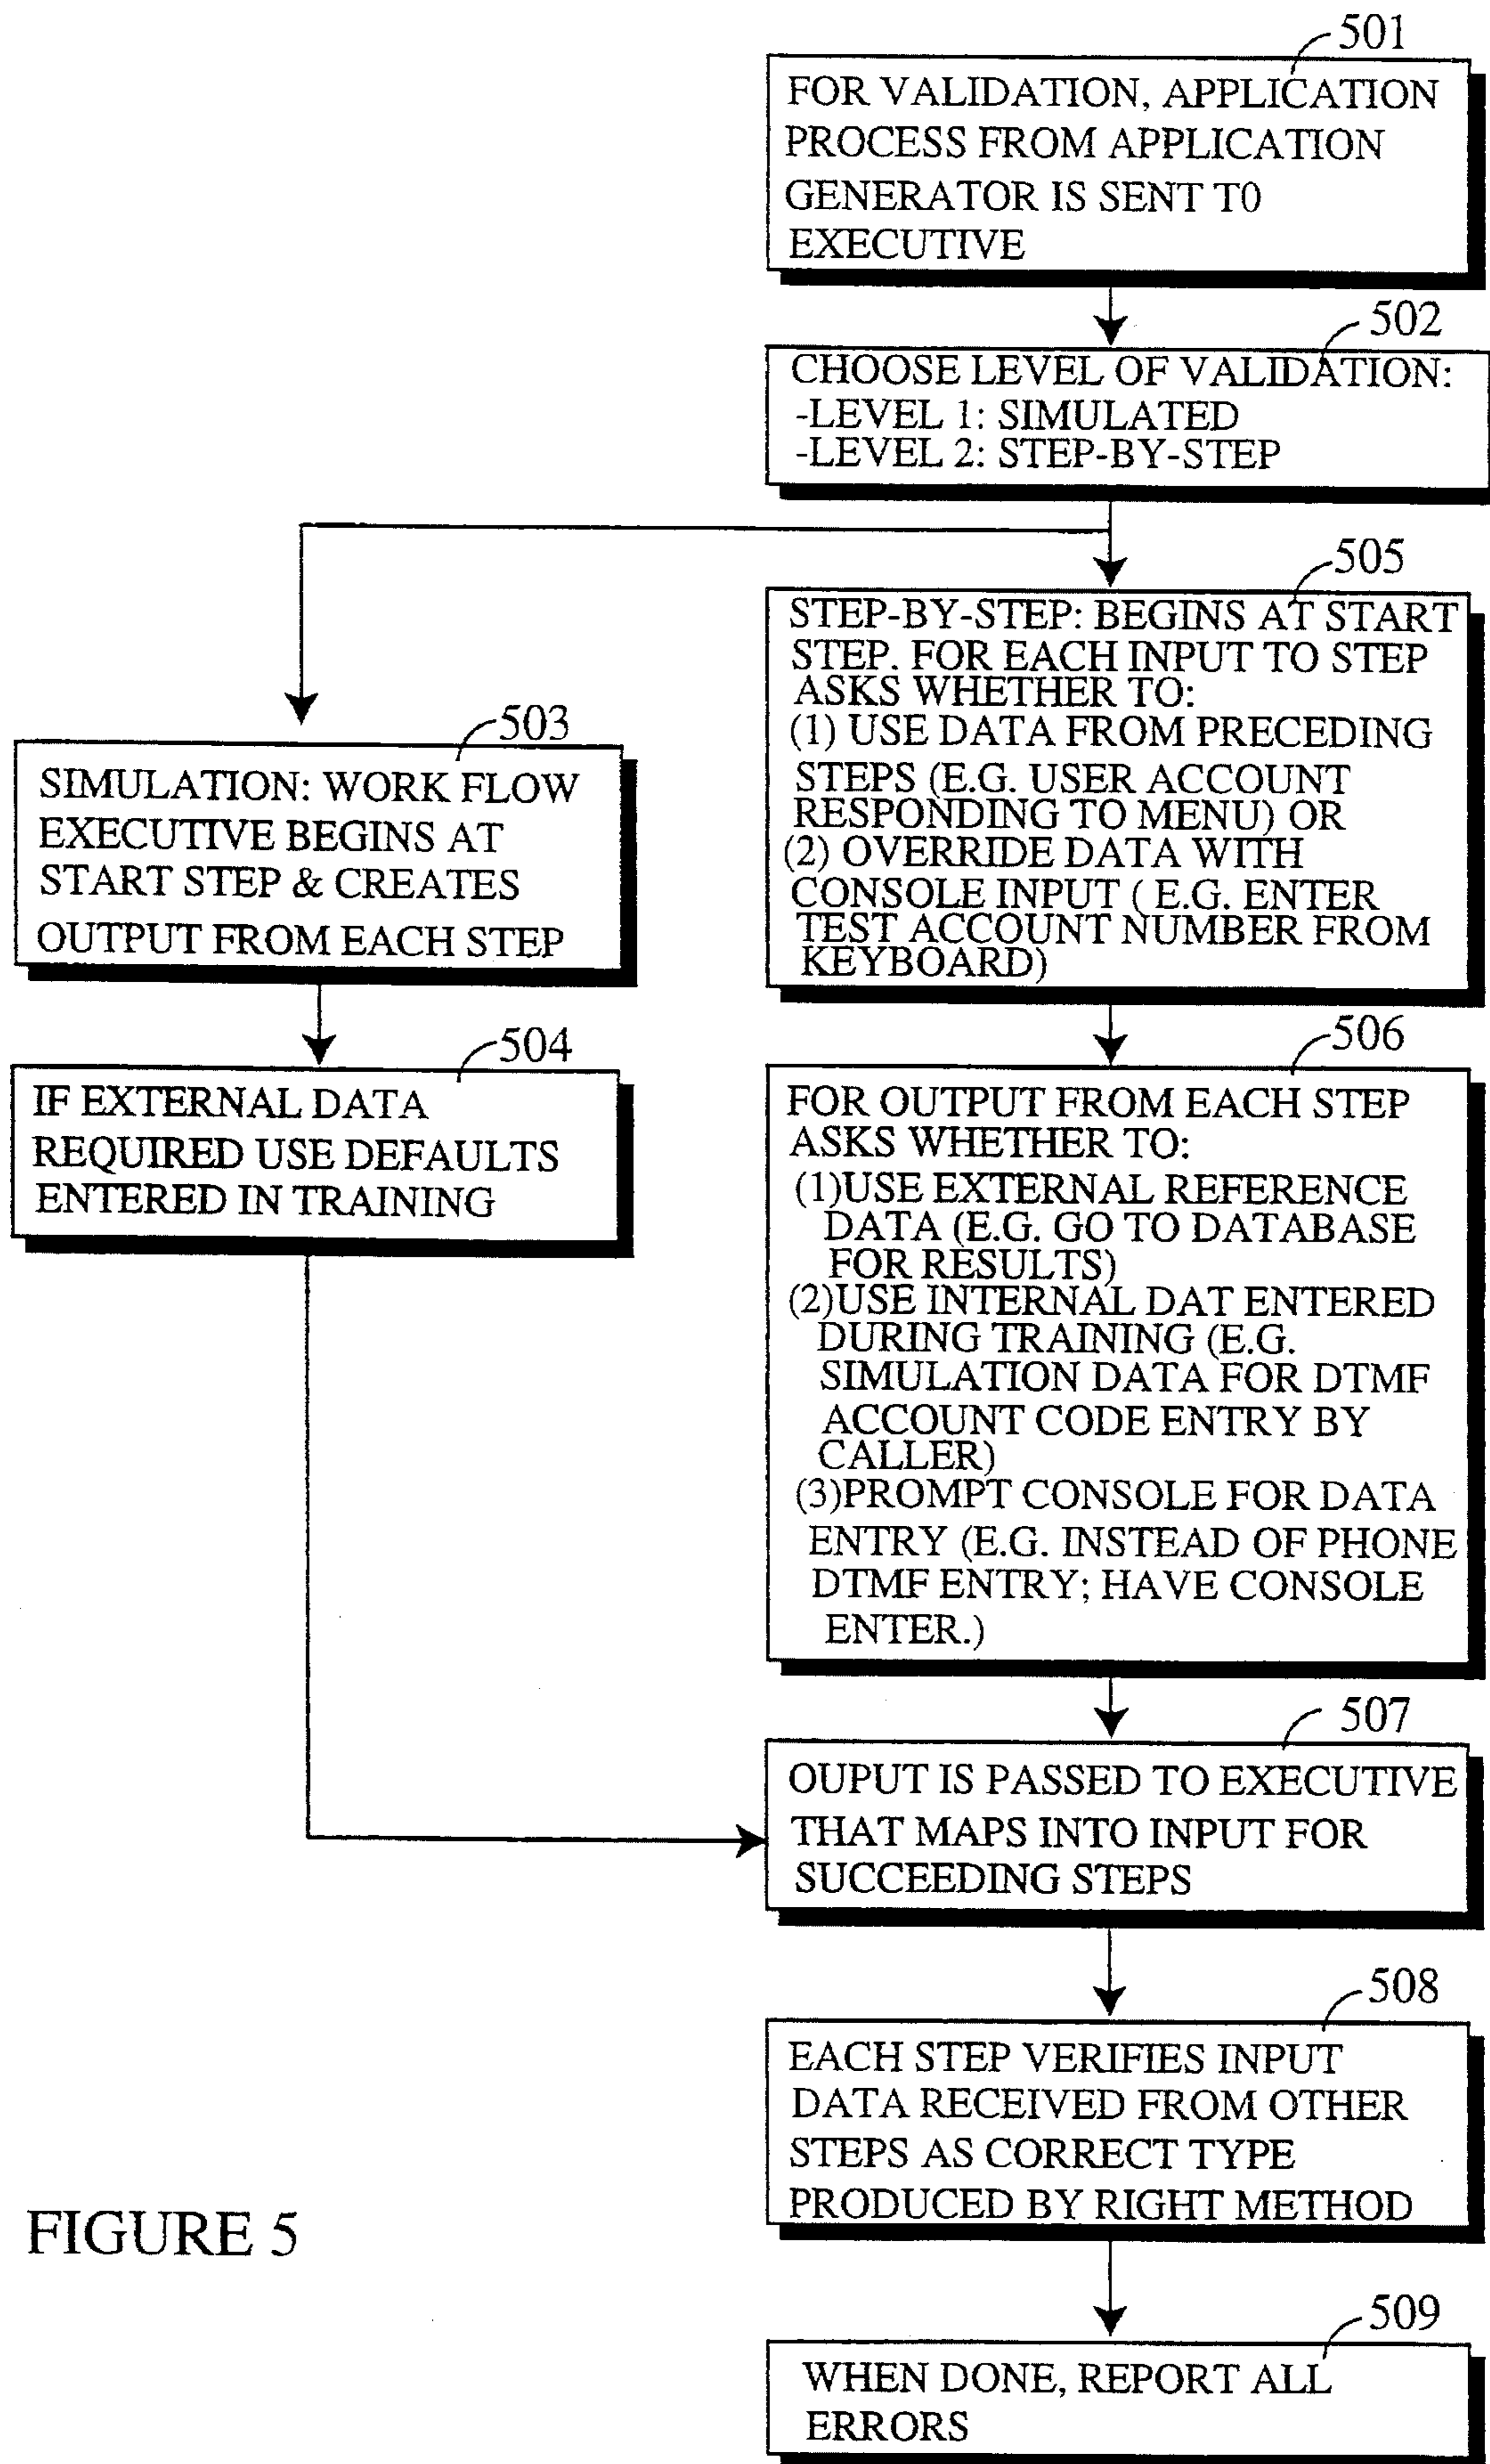 501
FOR VALIDATION, APPLICATION
PROCESS FROM APPLICATION
GENERATOR IS SENT T0
EXECUTIVE
502
CHOOSE LEVEL OF VALIDATION:
-LEVEL 1: SIMULATED
-LEVEL 2: STEP-BY-STEP
503
SIMULATION: WORK FLOW
EXECUTIVE BEGINS AT
START STEP & CREATES
OUTPUT FROM EACH STEP
504
IF EXTERNAL DATA
REQUIRED USE DEFAULTS
ENTERED IN TRAINING
505
STEP-BY-STEP: BEGINS AT START
STEP. FOR EACH INPUT TO STEP
ASKS WHETHER TO:
(1) USE DATA FROM PRECEDING
STEPS (E.G. USER ACCOUNT
RESPONDING TO MENU) OR
(2) OVERRIDE DATA WITH
CONSOLE INPUT ( E.G. ENTER
TEST ACCOUNT NUMBER FROM
KEYBOARD)
506
FOR OUTPUT FROM EACH STEP
ASKS WHETHER TO:
(1)USE EXTERNAL REFERENCE
DATA (E.G. GO TO DATABASE
FOR RESULTS)
(2)USE INTERNAL DAT ENTERED
DURING TRAINING (E.G.
SIMULATION DATA FOR DTMF
ACCOUNT CODE ENTRY BY
CALLER)
(3)PROMPT CONSOLE FOR DATA
ENTRY (E.G. INSTEAD OF PHONE
DTMF ENTRY; HAVE CONSOLE
ENTER.)
507
OUPUT IS PASSED TO EXECUTIVE
THAT MAPS INTO INPUT FOR
SUCCEEDING STEPS
508
EACH STEP VERIFIES INPUT
DATA RECEIVED FROM OTHER
STEPS AS CORRECT TYPE
PRODUCED BY RIGHT METHOD
509
WHEN DONE, REPORT ALL
ERRORS
FIGURE 5